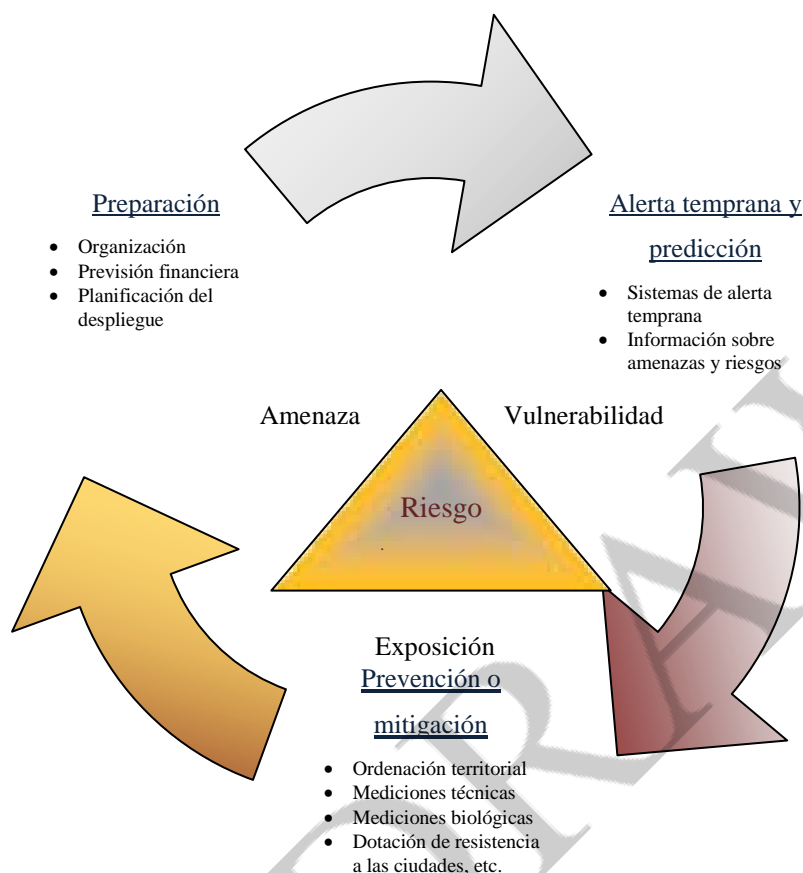 Preparación
• Organización
• Previsión financiera
• Planificación del
despliegue
Alerta temprana y
predicción
• Sistemas de alerta
temprana
• Información sobre
amenazas y riesgos
Amenaza
Vulnerabilidad
Riesgo
Exposición
Prevención o
mitigación
• Ordenación territorial
• Mediciones técnicas
• Mediciones biológicas
• Dotación de resistencia
a las ciudades, etc.